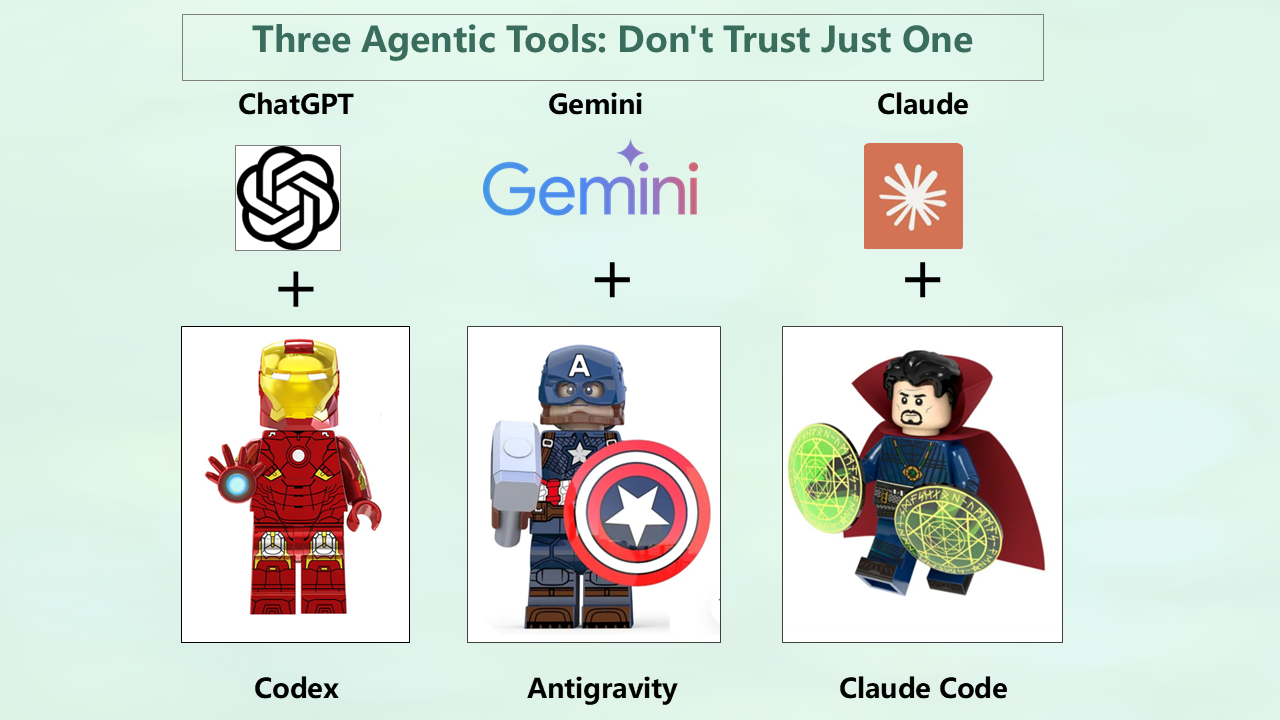 Three Agentic Tools: Don't Trust Just One
ChatGPT
Gemini
Claude
Gemini
A
Codex
Antigravity
Claude Code